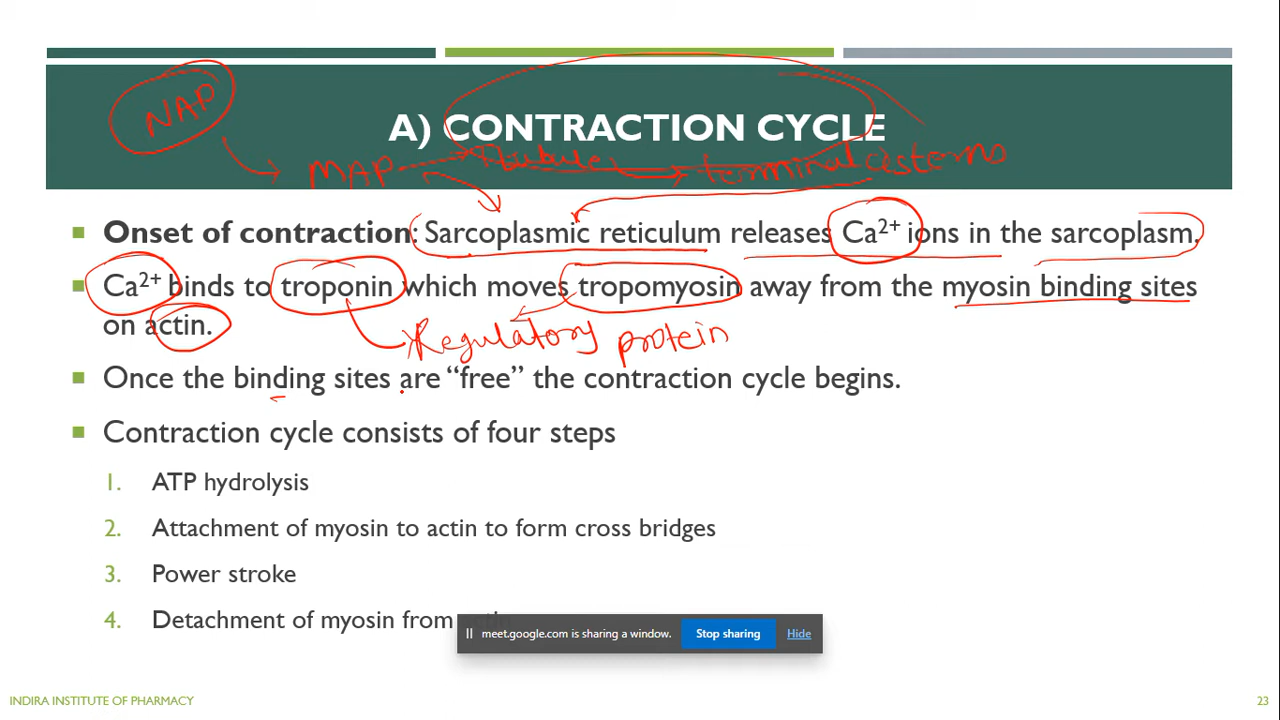 NAP
A) CONTRACTION CYCLE
MAP → Ttubules → terminal cisterns
Onset of contraction: Sarcoplasmic reticulum releases Ca²⁺ ions in the sarcoplasm.
Ca²⁺ binds to troponin which moves tropomyosin away from the myosin binding sites
on actin.
Regulatory protein
Once the binding sites are “free” the contraction cycle begins.
Contraction cycle consists of four steps
1. ATP hydrolysis
2. Attachment of myosin to actin to form cross bridges
3. Power stroke
4. Detachment of myosin from
meet.google.com is sharing a window. Stop sharing Hide
INDIRA INSTITUTE OF PHARMACY 23